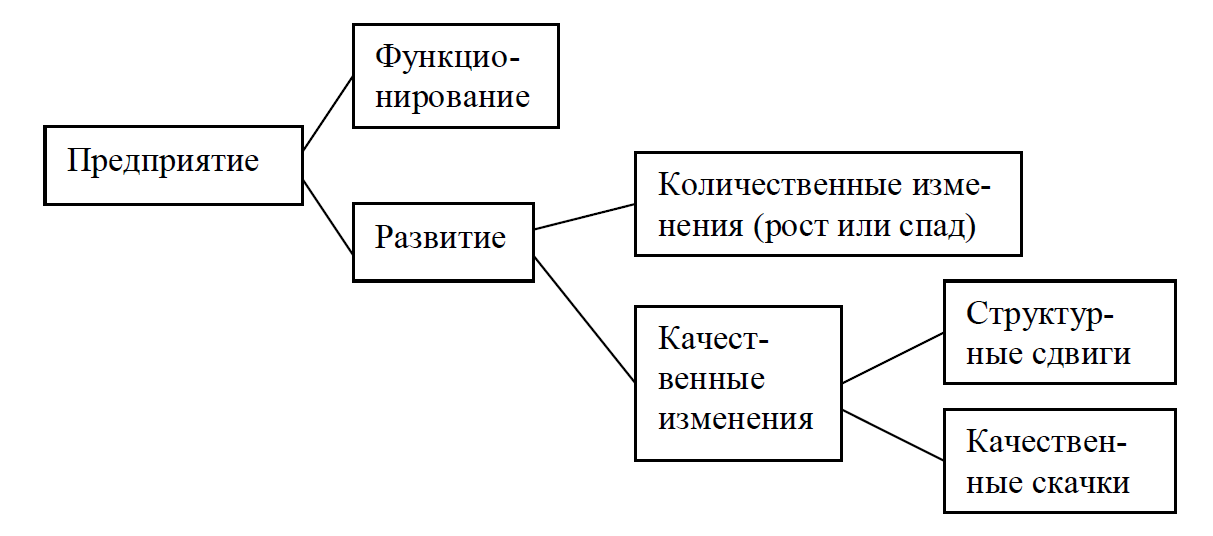 Функцио-
нирование
Предприятие
Развитие
Количественные изме-
нения (рост или спад)
Качест-
венные
изменения
Структур-
ные сдвиги
Качествен-
ные скачки